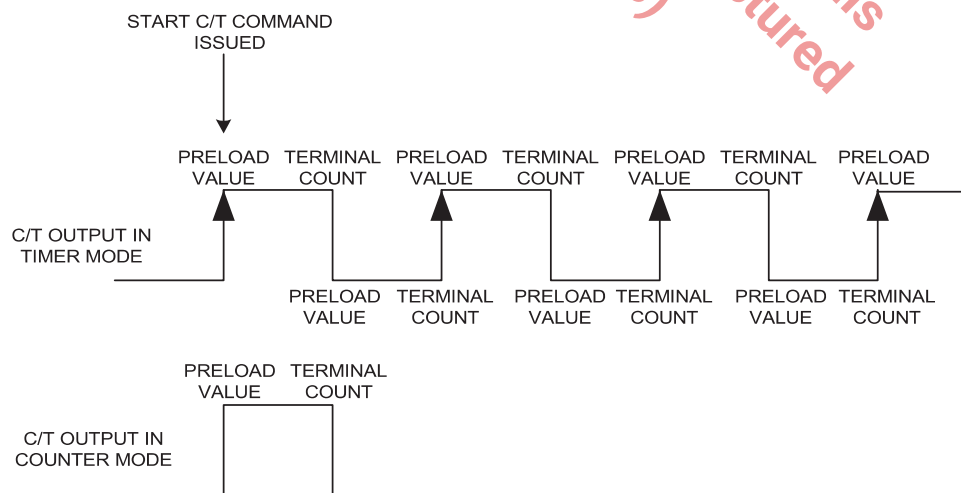 START C/T COMMAND
ISSUED
his
ctured
s)
PRELOAD TERMINAL PRELOAD TERMINAL PRELOAD TERMINAL PRELOAD
VALUE COUNT VALUE COUNT VALUE COUNT VALUE
C/T OUTPUT IN
TIMER MODE
PRELOAD TERMINAL PRELOAD TERMINAL PRELOAD TERMINAL
VALUE COUNT VALUE COUNT VALUE COUNT
PRELOAD TERMINAL
VALUE COUNT
C/T OUTPUT IN
COUNTER MODE